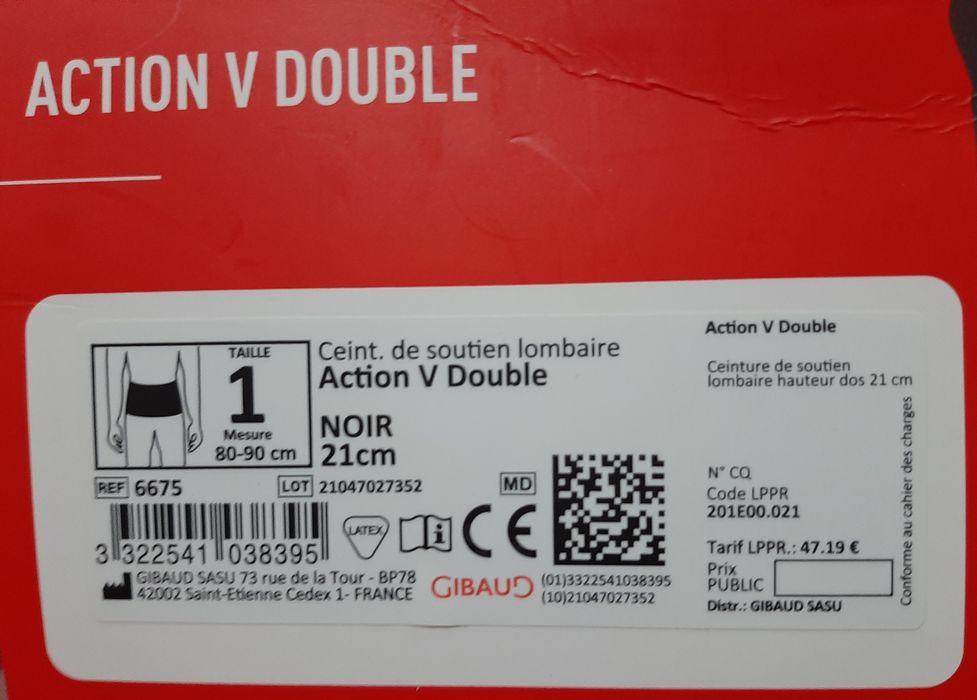 ACTION V DOUBLE
TAILLE
1
Mesure
80-90 cm
Ceint. de soutien lombaire
Action V Double
NOIR
21cm
REF 6675
LOT 21047027352
MD
LATEX
3 322541 038395
GIBAUD SASU 73 rue de la Tour - BP78
42002 Saint-Etienne Cedex 1- FRANCE
GIBAUD
CE
(01)3322541038395
(10)21047027352
Action V Double
Ceinture de soutien
lombaire hauteur dos 21 cm
N° CQ
Code LPPR
201E00.021
Tarif LPPR.: 47.19 €
Prix
PUBLIC
Distr.: GIBAUD SASU
Conforme au cahier des charges